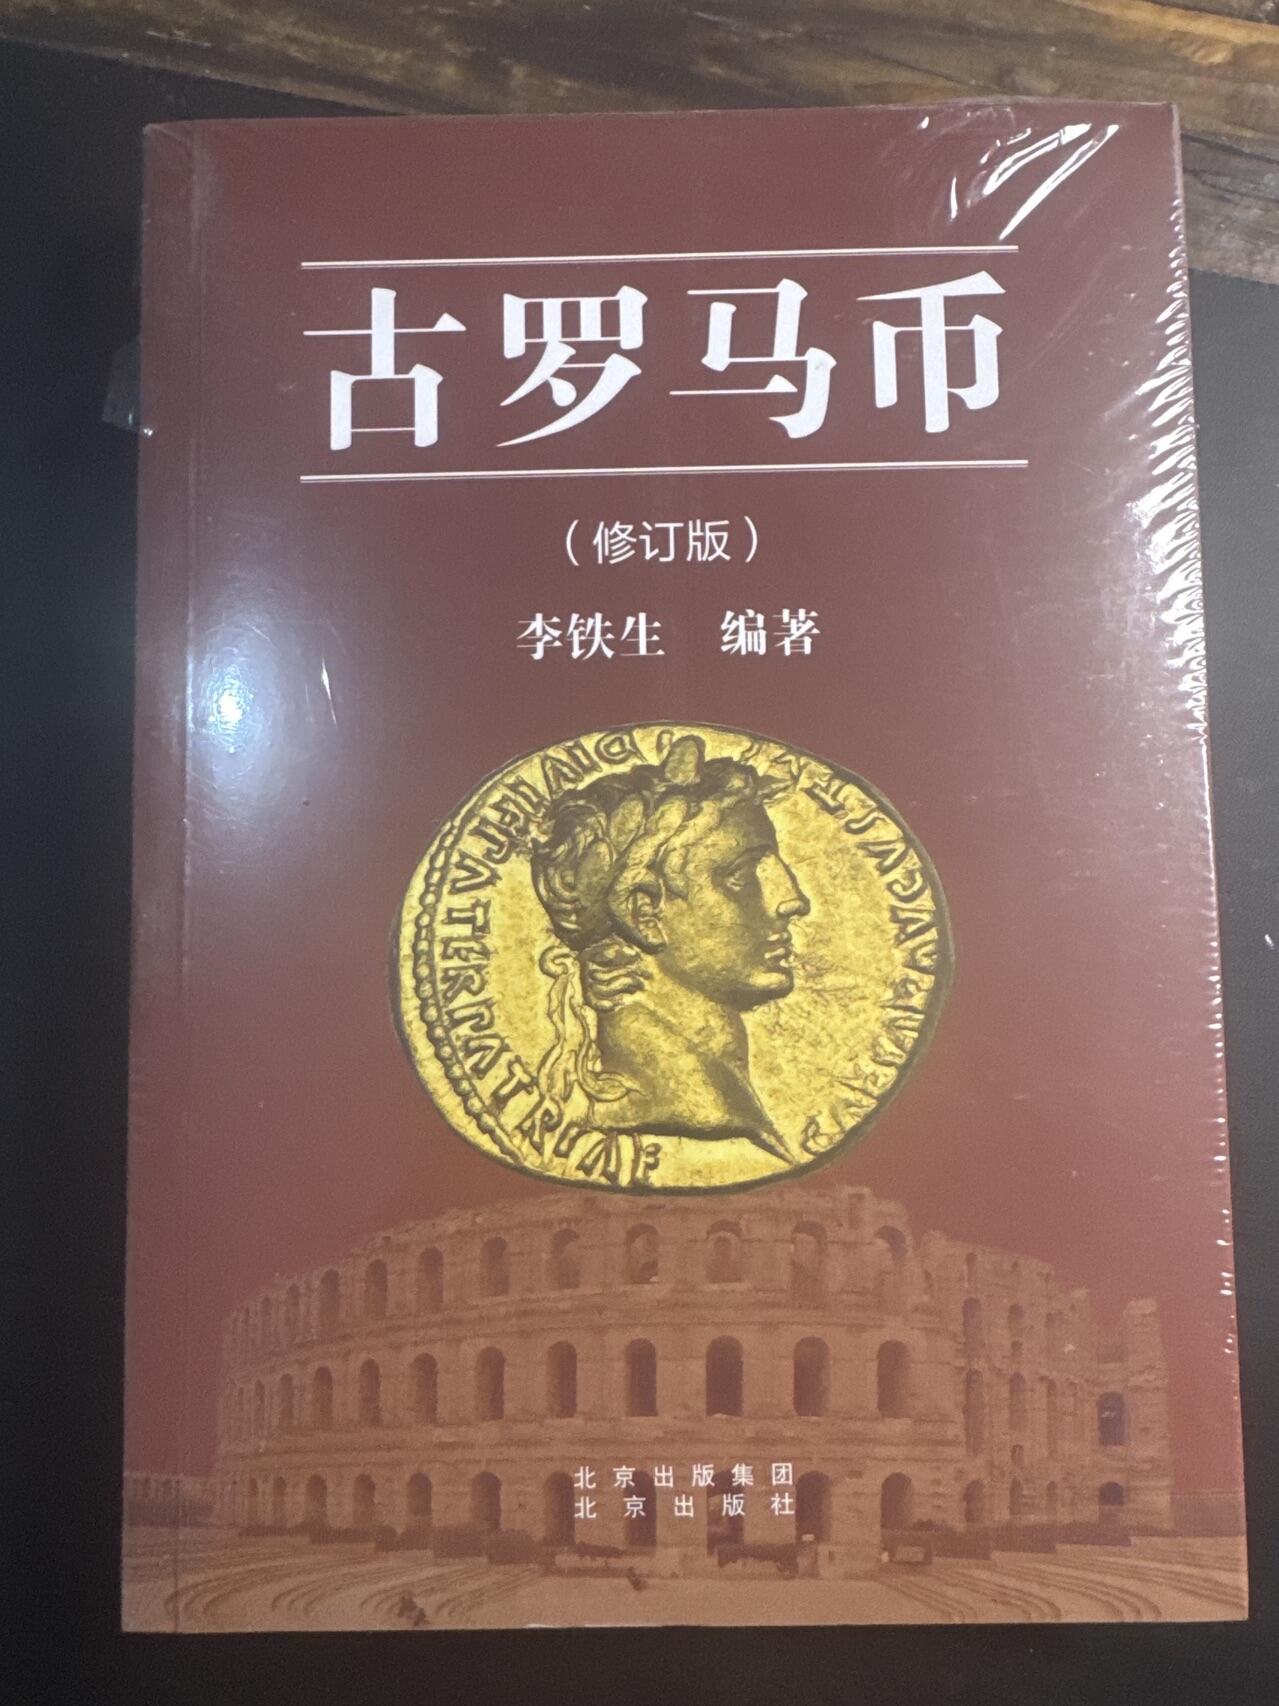 古罗马币
（修订版）
李铁生 编著
北京出版集团
北京出版社